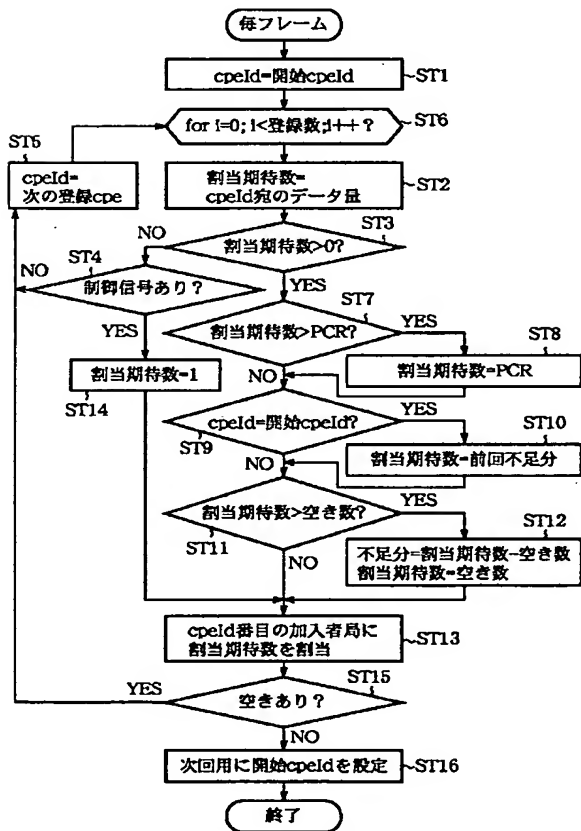 毎フレーム
cpeId=開始cpeId
ST1
for i=0; i<登録数;i++?
ST6
ST5
cpeId=
次の登録cpe
割当期待数=
cpeId宛のデータ量
ST2
割当期待数>0?
ST3
NO
YES
ST4
制御信号あり?
NO
YES
割当期待数=1
ST14
割当期待数>PCR?
ST7
YES
NO
割当期待数=PCR
ST8
cpeId=開始cpeId?
ST9
YES
NO
割当期待数=前回不足分
ST10
割当期待数>空き数?
ST11
YES
NO
不足分=割当期待数-空き数
割当期待数=空き数
ST12
cpeId番目の加入者局に
割当期待数を割当
ST13
空きあり?
ST15
YES
NO
次回用に開始cpeIdを設定
ST16
終了